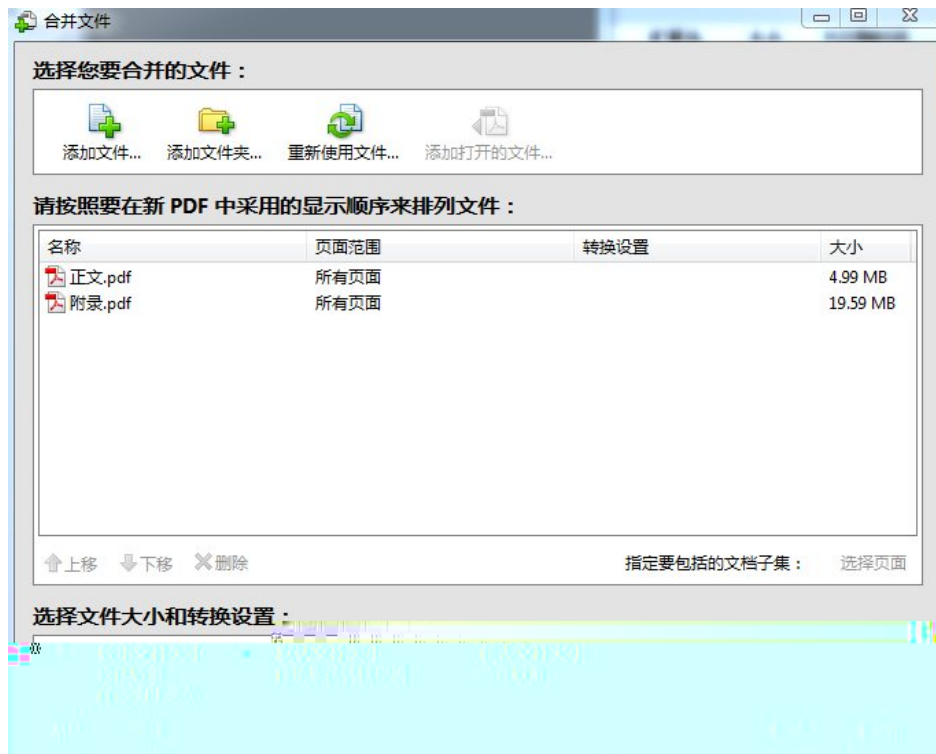 合并文件
选择您要合并的文件：
添加文件... 添加文件夹... 重新使用文件... 添加打开的文件...
请按照要在新 PDF 中采用的显示顺序来排列文件：
名称 页面范围 转换设置 大小
正文.pdf 所有页面 4.99 MB
附录.pdf 所有页面 19.59 MB
上移 下移 删除 指定要包括的文档子集： 选择页面
选择文件大小和转换设置：